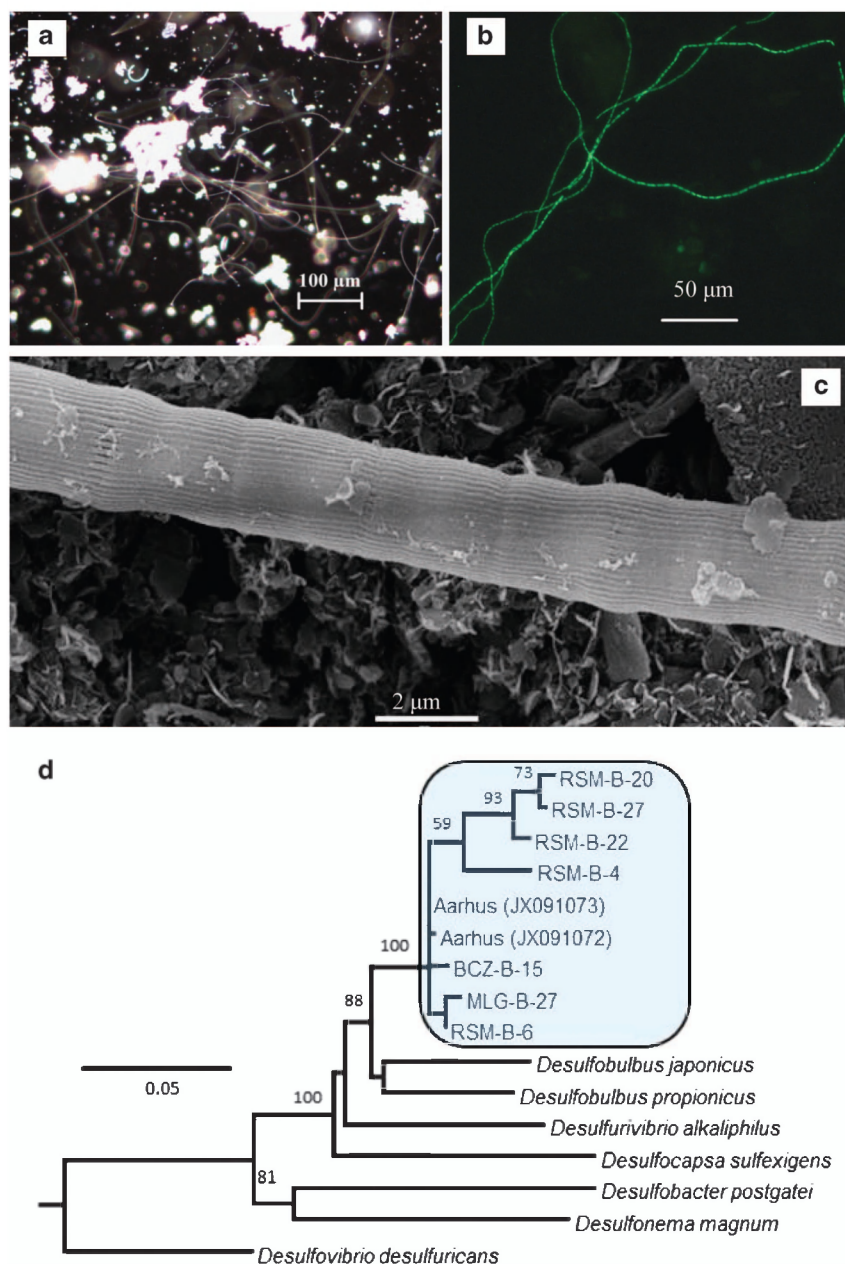 a
100 µm
b
50 µm
c
2 µm
d
73
RSM-B-20
93
RSM-B-27
59
RSM-B-22
RSM-B-4
Aarhus (JX091073)
Aarhus (JX091072)
100
BCZ-B-15
88
MLG-B-27
RSM-B-6
Desulfobulbus japonicus
0.05
Desulfobulbus propionicus
100
Desulfurivibrio alkaliphilus
Desulfocapsa sulfexigens
81
Desulfobacter postgatei
Desulfonema magnum
Desulfovibrio desulfuricans